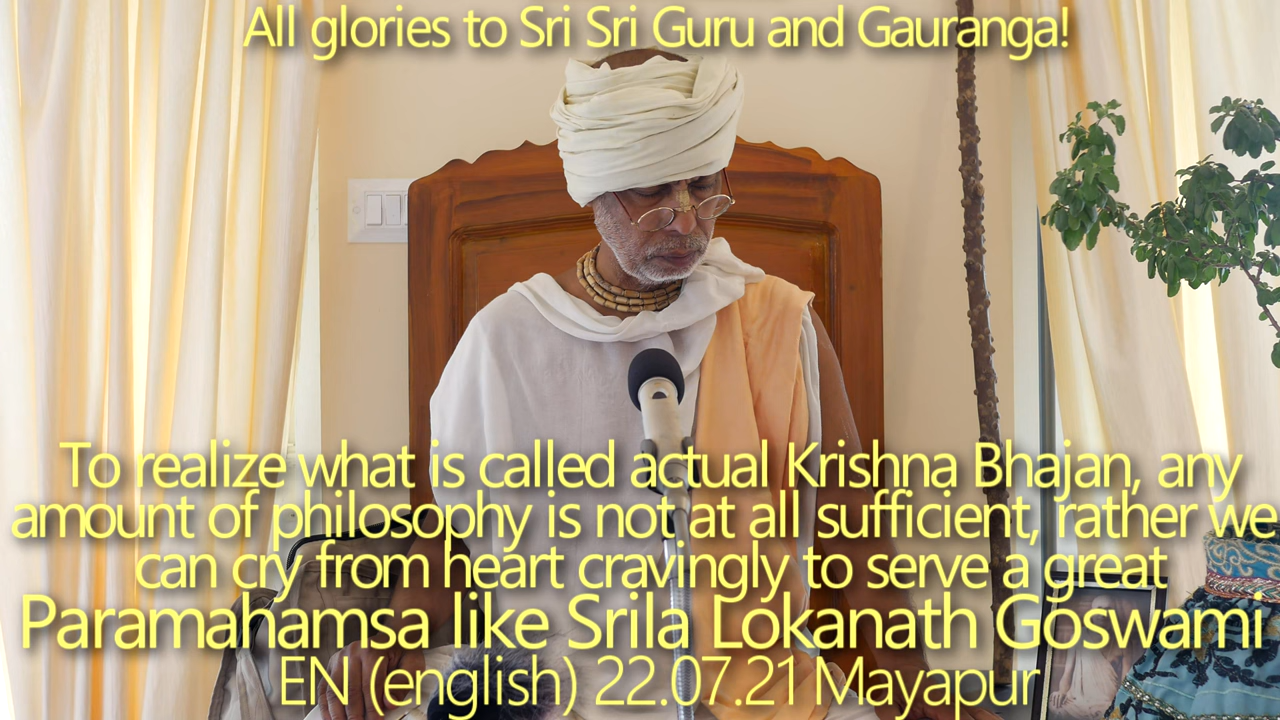 All glories to Sri Sri Guru and Gauranga!
To realize what is called actual Krishna Bhajan, any
amount of philosophy is not at all sufficient, rather we
can cry from heart cravingly to serve a great
Paramahamsa like Srila Lokanath Goswami
EN (english) 22.07.21 Mayapur